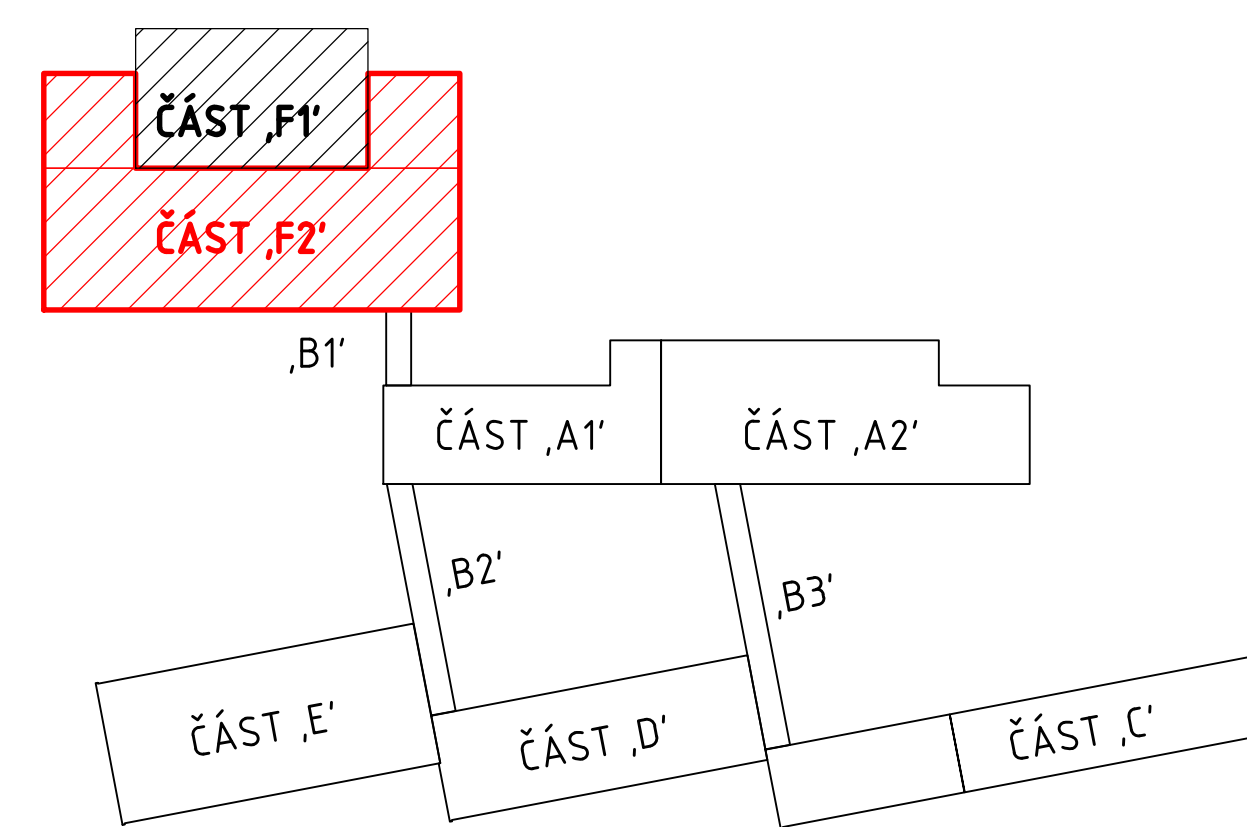 ČÁST ‚F1'
ČÁST ‚F2'
‚B1'
ČÁST ‚A1'
ČÁST ‚A2'
‚B2'
‚B3'
ČÁST ‚E'
ČÁST ‚D'
ČÁST ‚C'